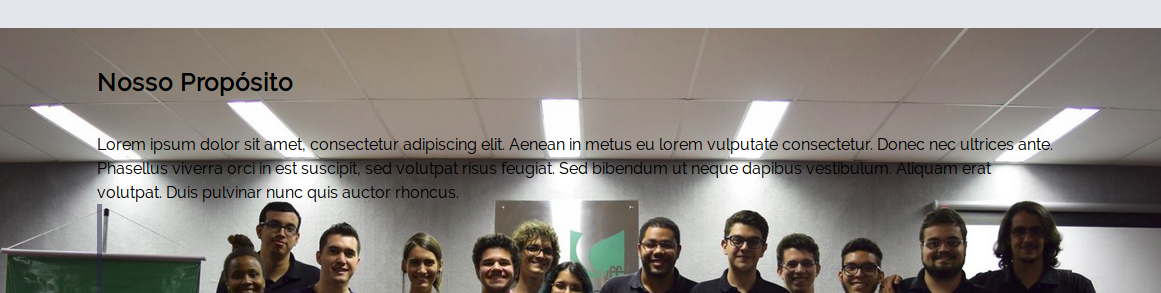 Nosso Propósito
Lorem ipsum dolor sit amet, consectetur adipiscing elit. Aenean in metus eu lorem vulputate consectetur. Donec nec ultrices ante.
Phasellus viverra orci in est suscipit, sed volutpat risus feugiat. Sed bibendum ut neque dapibus vestibulum. Aliquam erat
volutpat. Duis pulvinar nunc quis auctor rhoncus.